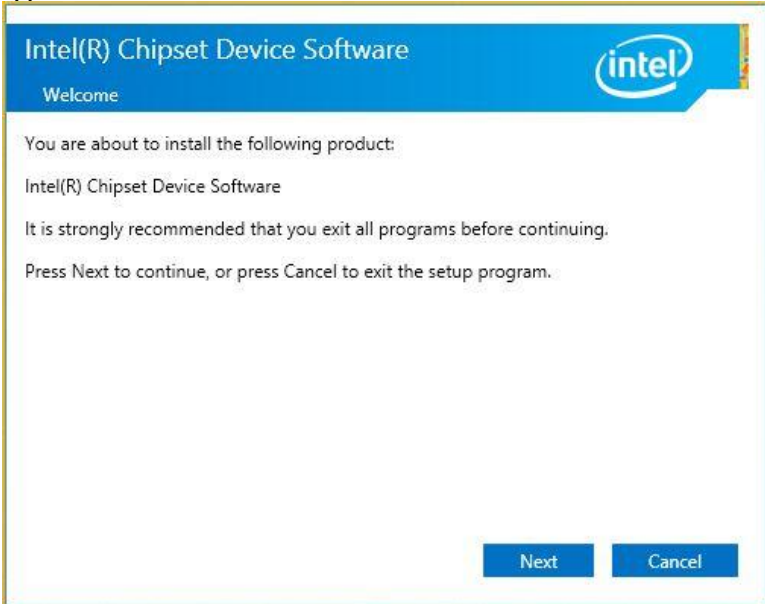 Intel(R) Chipset Device Software
intel
Welcome
You are about to install the following product:
Intel(R) Chipset Device Software
It is strongly recommended that you exit all programs before continuing.
Press Next to continue, or press Cancel to exit the setup program.
Next
Cancel